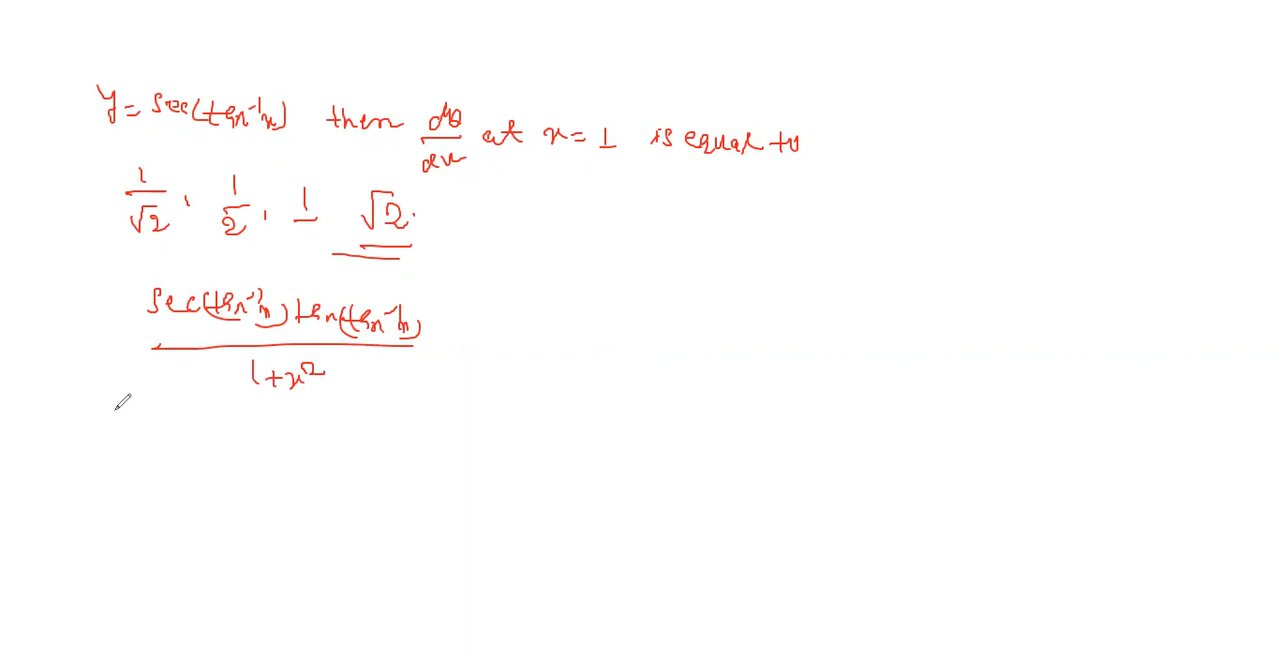 y = sec(tan⁻¹x) then dy/dx at x = 1 is equal to
1/√2, 1/2, 1 √2.
sec(tan⁻¹x) tan(tan⁻¹x)
1+x²